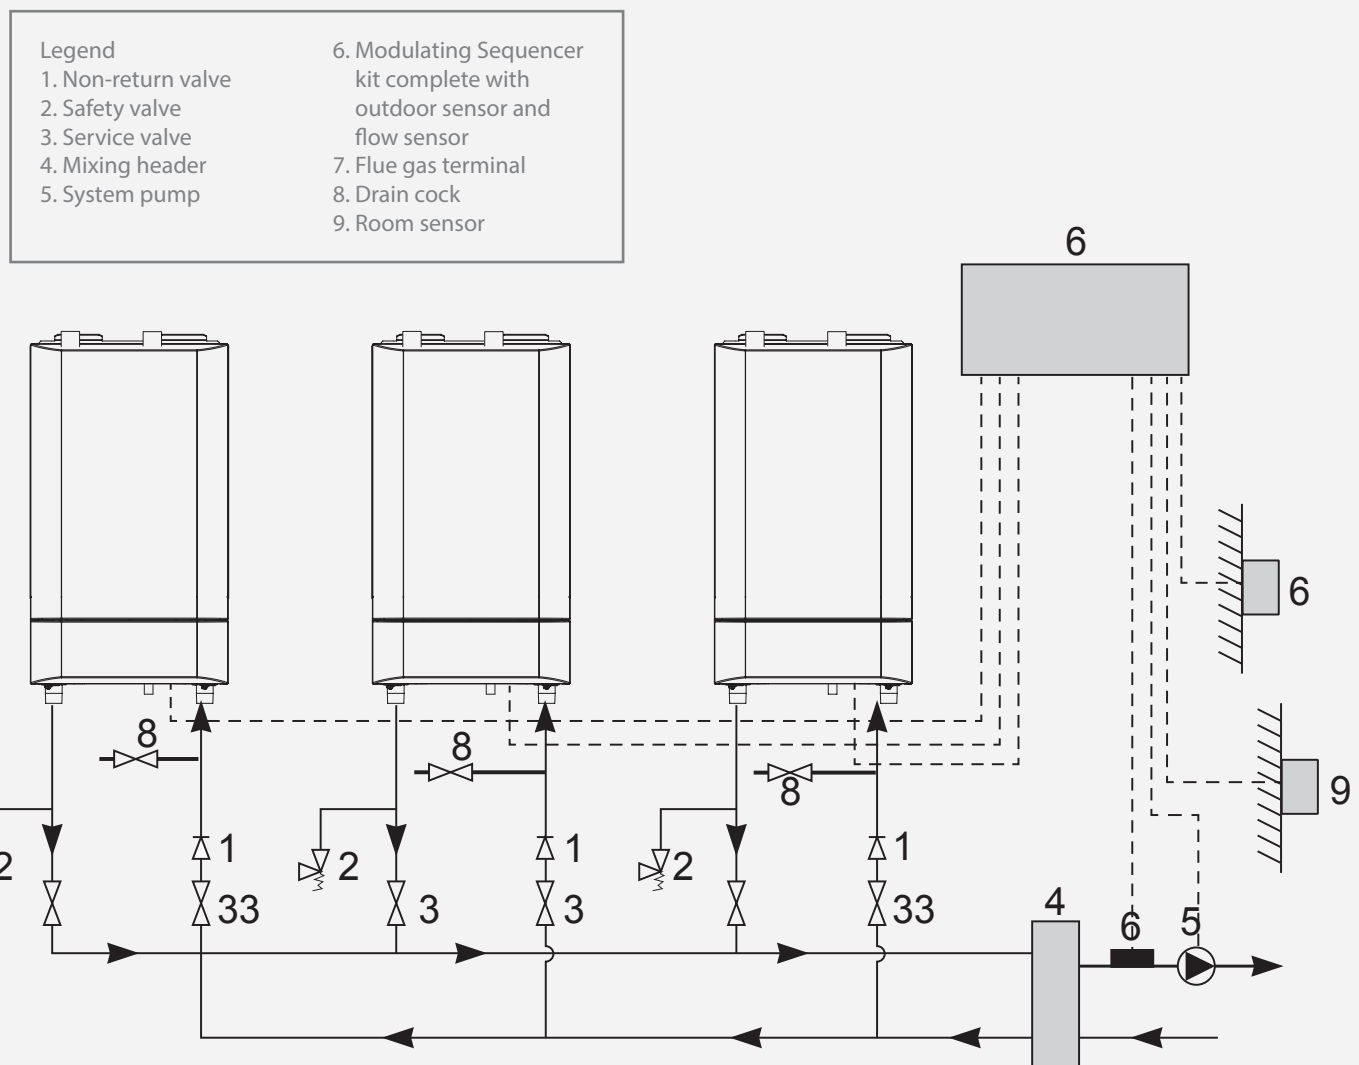 Legend
1. Non-return valve
2. Safety valve
3. Service valve
4. Mixing header
5. System pump
6. Modulating Sequencer
kit complete with
outdoor sensor and
flow sensor
7. Flue gas terminal
8. Drain cock
9. Room sensor
6
6
8
8
8
9
1
1
1
2
2
2
33
3
3
33
4
6
5